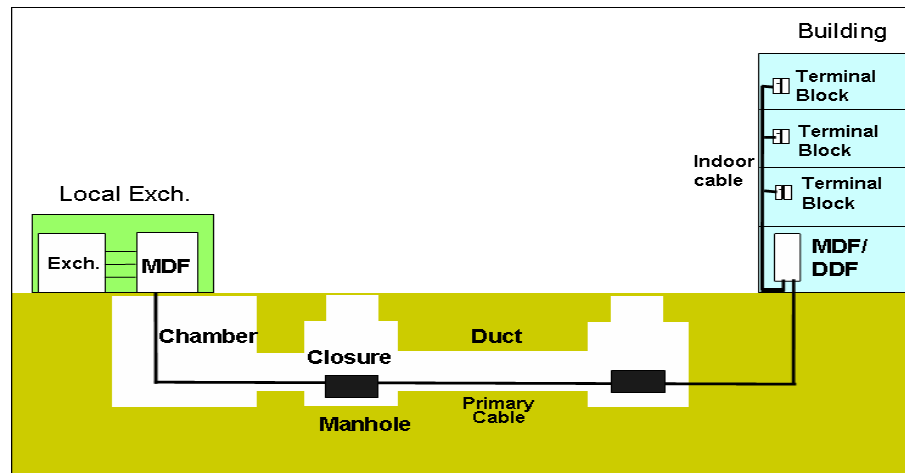 Building
Terminal
Block
Terminal
Block
Indoor
cable
Terminal
Block
Local Exch.
Exch.
MDF
MDF/
DDF
Chamber
Closure
Duct
Manhole
Primary
Cable